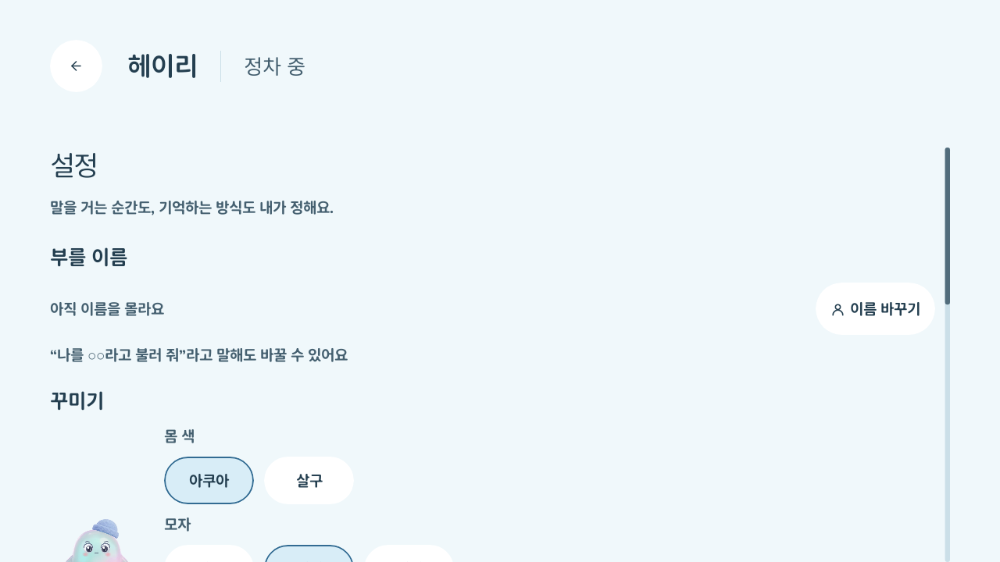 헤이리
정차 중
설정
말을 거는 순간도, 기억하는 방식도 내가 정해요.
부를 이름
아직 이름을 몰라요
이름 바꾸기
“나를 ○○라고 불러 줘”라고 말해도 바꿀 수 있어요
꾸미기
몸 색
아쿠아
살구
모자